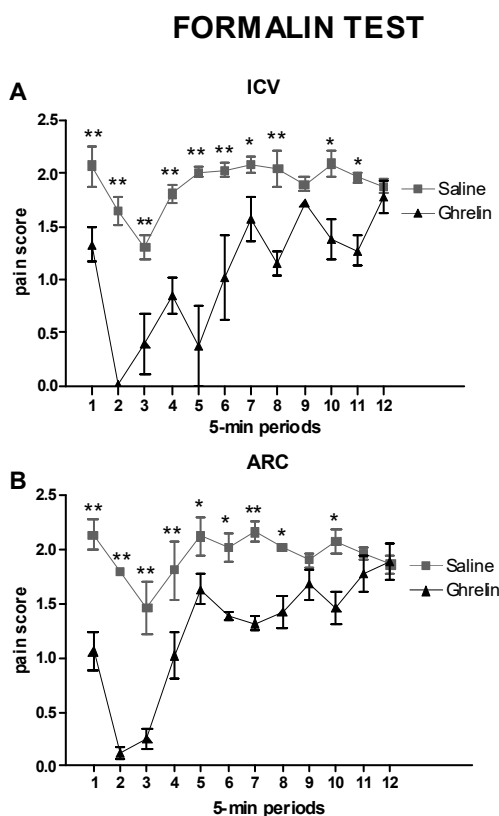 FORMALIN TEST
ICV
A
2.5
2.0
1.5
1.0
0.5
0.0
pain score
** ** ** ** ** ** * ** * *
Saline
Ghrelin
1 2 3 4 5 6 7 8 9 10 11 12
5-min periods
ARC
B
2.5
2.0
1.5
1.0
0.5
0.0
pain score
** ** ** ** * * ** * *
Saline
Ghrelin
1 2 3 4 5 6 7 8 9 10 11 12
5-min periods